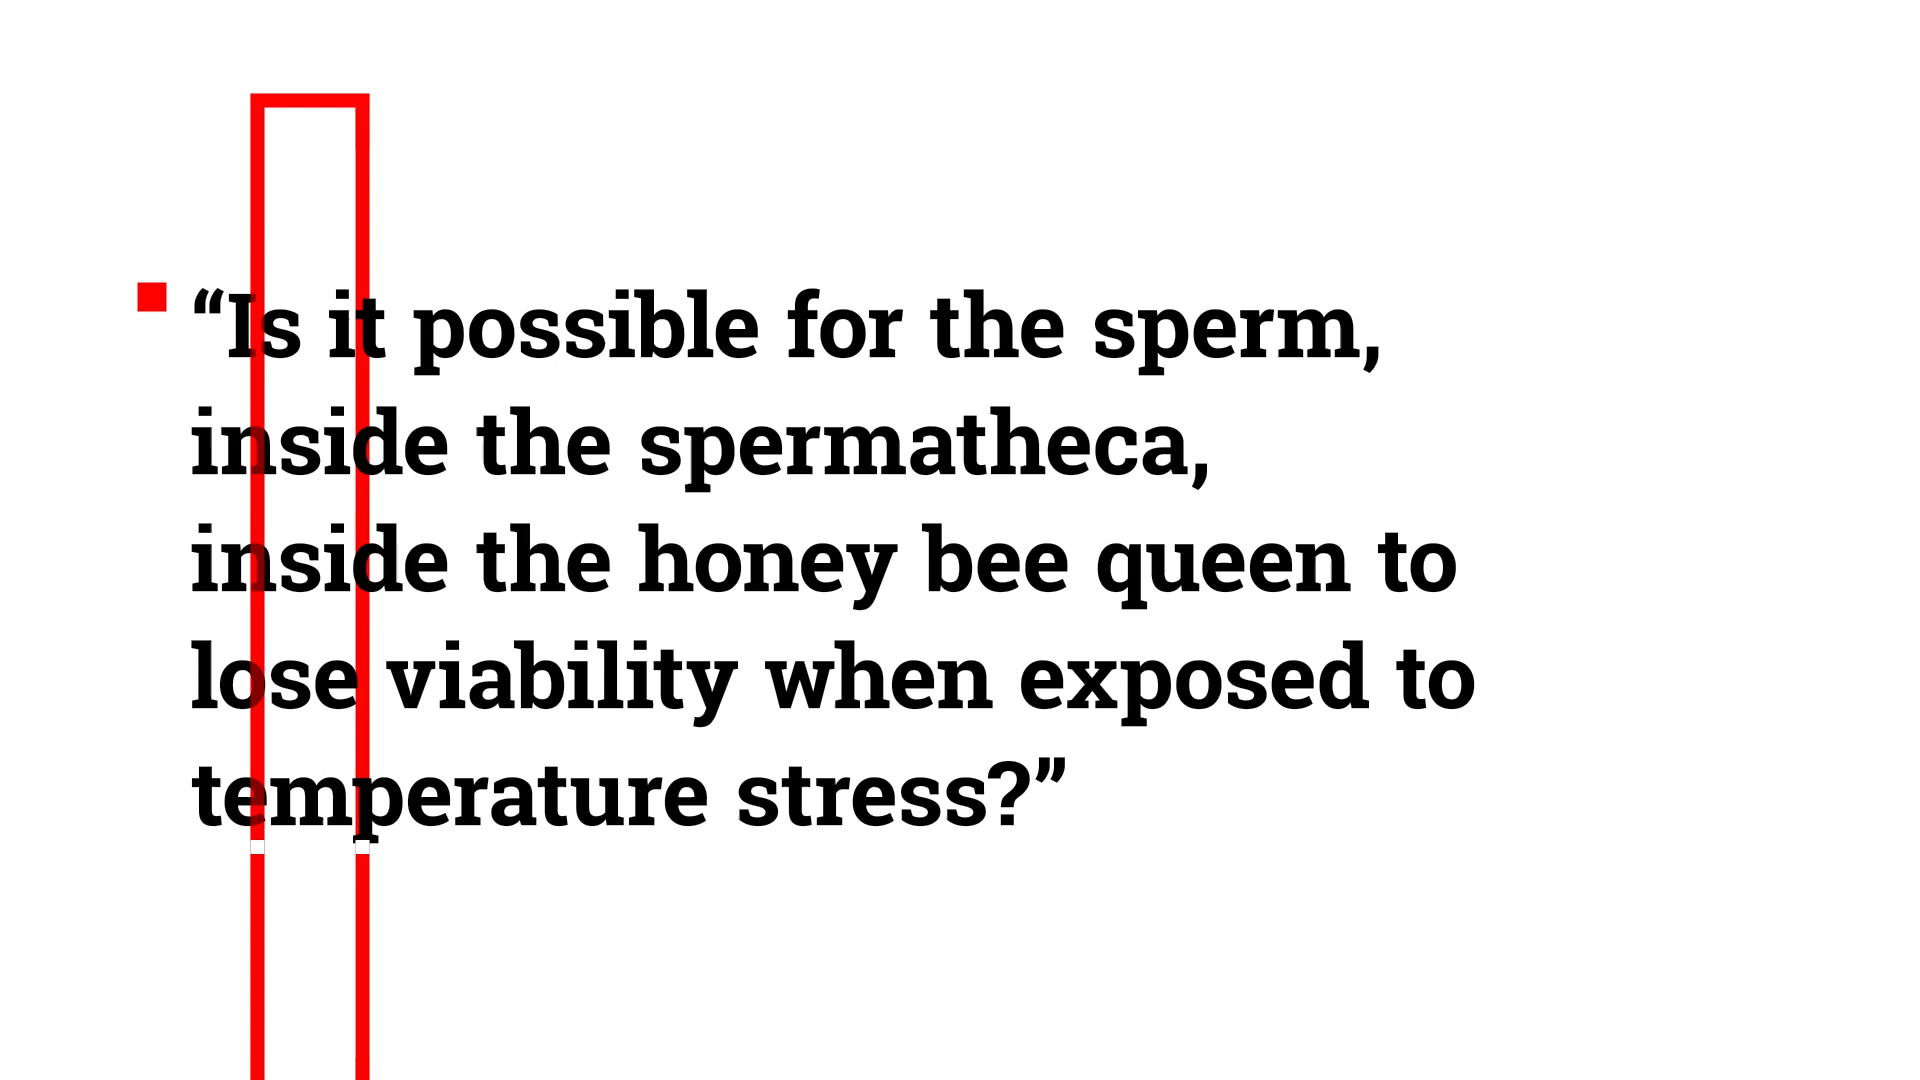 “Is it possible for the sperm,
inside the spermatheca,
inside the honey bee queen to
lose viability when exposed to
temperature stress?”